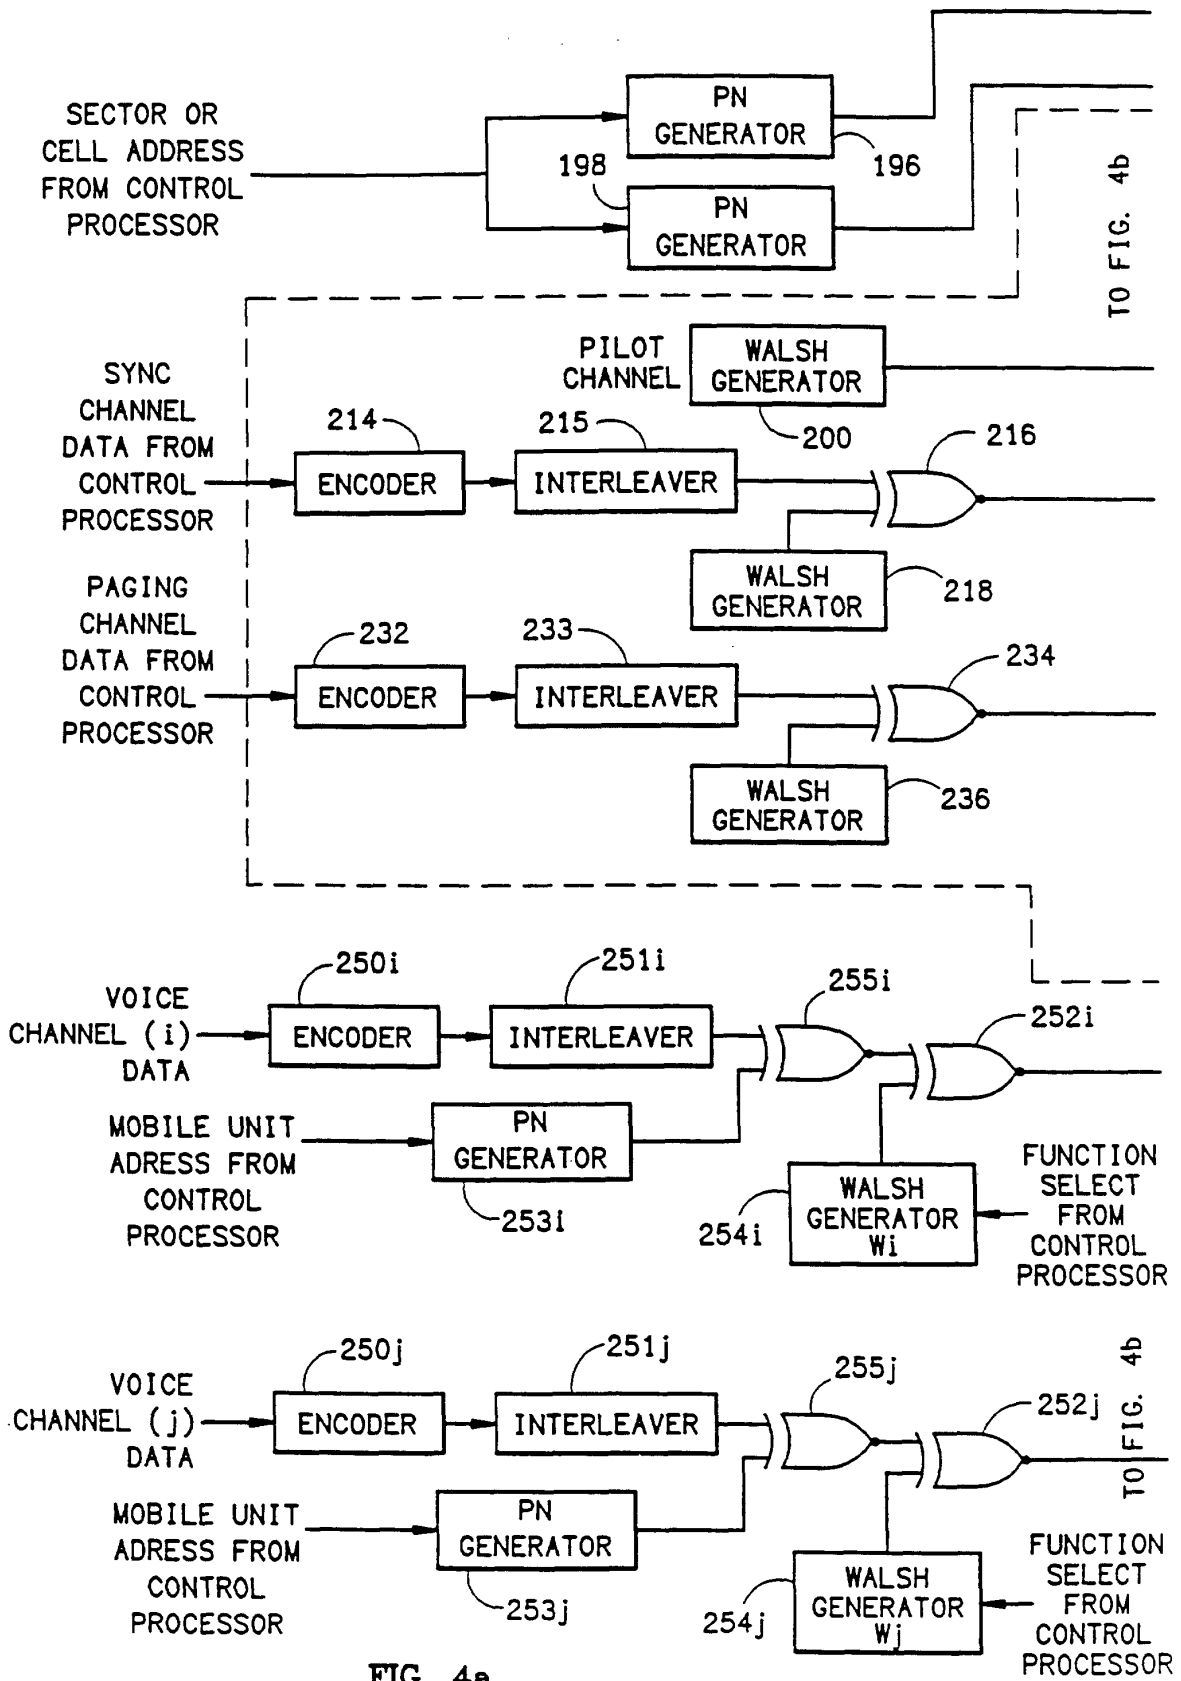 SECTOR OR
CELL ADDRESS
FROM CONTROL
PROCESSOR
PN
GENERATOR
196
198
PN
GENERATOR
TO FIG. 4b
PILOT
CHANNEL
WALSH
GENERATOR
200
SYNC
CHANNEL
DATA FROM
CONTROL
PROCESSOR
214
ENCODER
215
INTERLEAVER
216
WALSH
GENERATOR
218
PAGING
CHANNEL
DATA FROM
CONTROL
PROCESSOR
232
ENCODER
233
INTERLEAVER
234
WALSH
GENERATOR
236
VOICE
CHANNEL (i)
DATA
250i
ENCODER
251i
INTERLEAVER
255i
252i
MOBILE UNIT
ADRESS FROM
CONTROL
PROCESSOR
PN
GENERATOR
253i
254i
WALSH
GENERATOR
Wi
FUNCTION
SELECT
FROM
CONTROL
PROCESSOR
VOICE
CHANNEL (j)
DATA
250j
ENCODER
251j
INTERLEAVER
255j
252j
TO FIG. 4b
MOBILE UNIT
ADRESS FROM
CONTROL
PROCESSOR
PN
GENERATOR
253j
254j
WALSH
GENERATOR
Wj
FUNCTION
SELECT
FROM
CONTROL
PROCESSOR
FIG. 4a